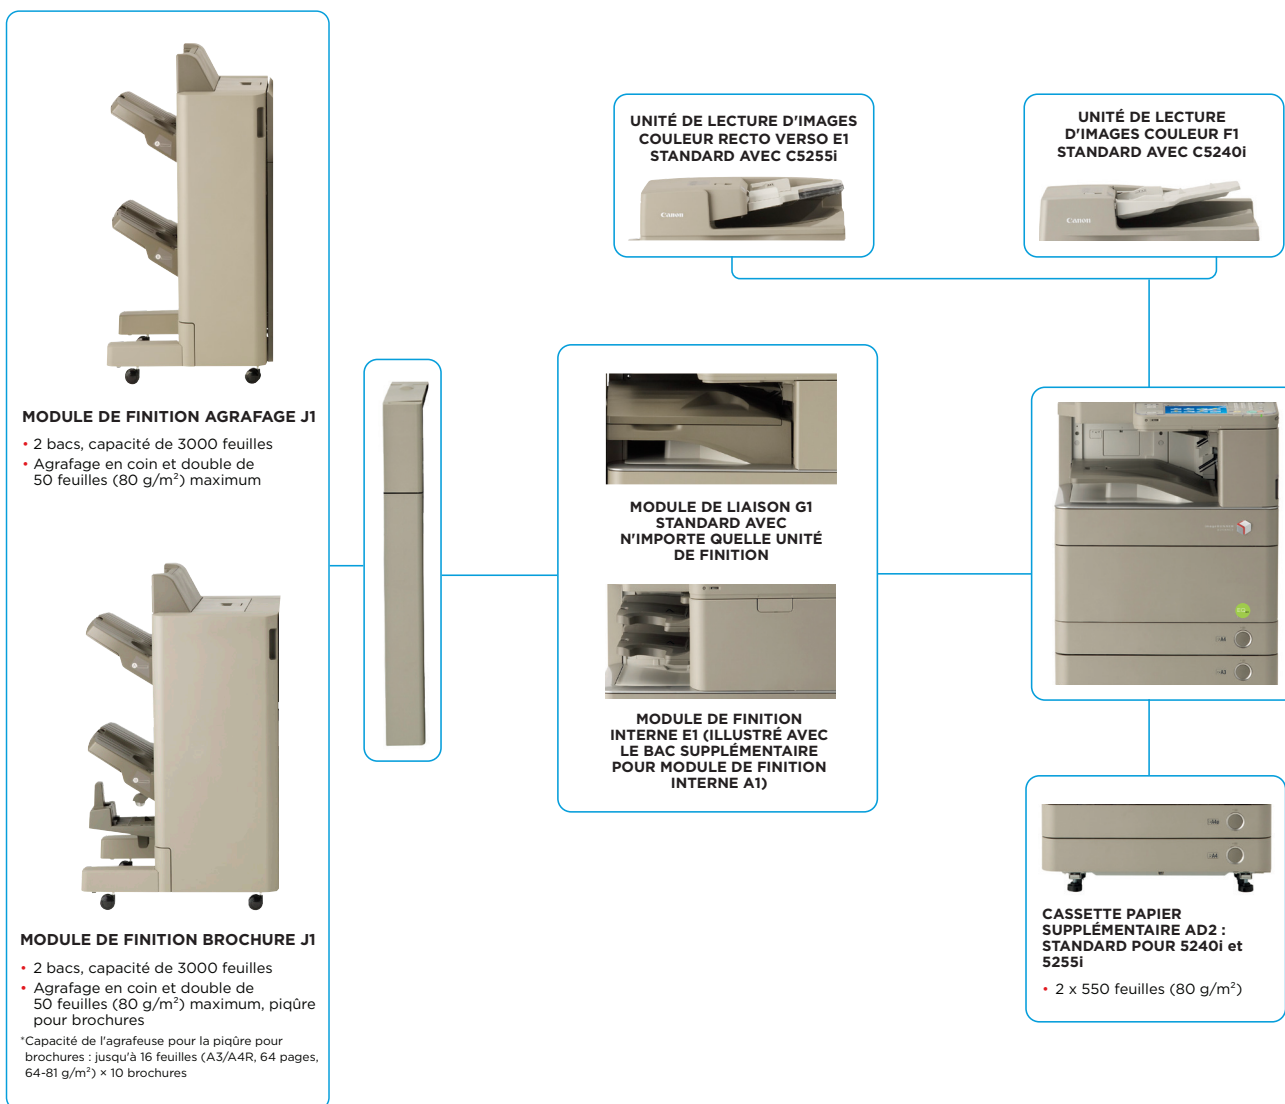 UNITÉ DE LECTURE D'IMAGES
COULEUR RECTO VERSO E1
STANDARD AVEC C5255i
Canon
UNITÉ DE LECTURE
D'IMAGES COULEUR F1
STANDARD AVEC C5240i
Canon
MODULE DE FINITION AGRAFAGE J1
• 2 bacs, capacité de 3000 feuilles
• Agrafage en coin et double de
50 feuilles (80 g/m²) maximum
MODULE DE LIAISON G1
STANDARD AVEC
N'IMPORTE QUELLE UNITÉ
DE FINITION
MODULE DE FINITION
INTERNE E1 (ILLUSTRÉ AVEC
LE BAC SUPPLÉMENTAIRE
POUR MODULE DE FINITION
INTERNE A1)
MODULE DE FINITION BROCHURE J1
• 2 bacs, capacité de 3000 feuilles
• Agrafage en coin et double de
50 feuilles (80 g/m²) maximum, piqûre
pour brochures
*Capacité de l'agrafeuse pour la piqûre pour
brochures : jusqu'à 16 feuilles (A3/A4R, 64 pages,
64-81 g/m²) × 10 brochures
CASSETTE PAPIER
SUPPLÉMENTAIRE AD2 :
STANDARD POUR 5240i et
5255i
• 2 x 550 feuilles (80 g/m²)